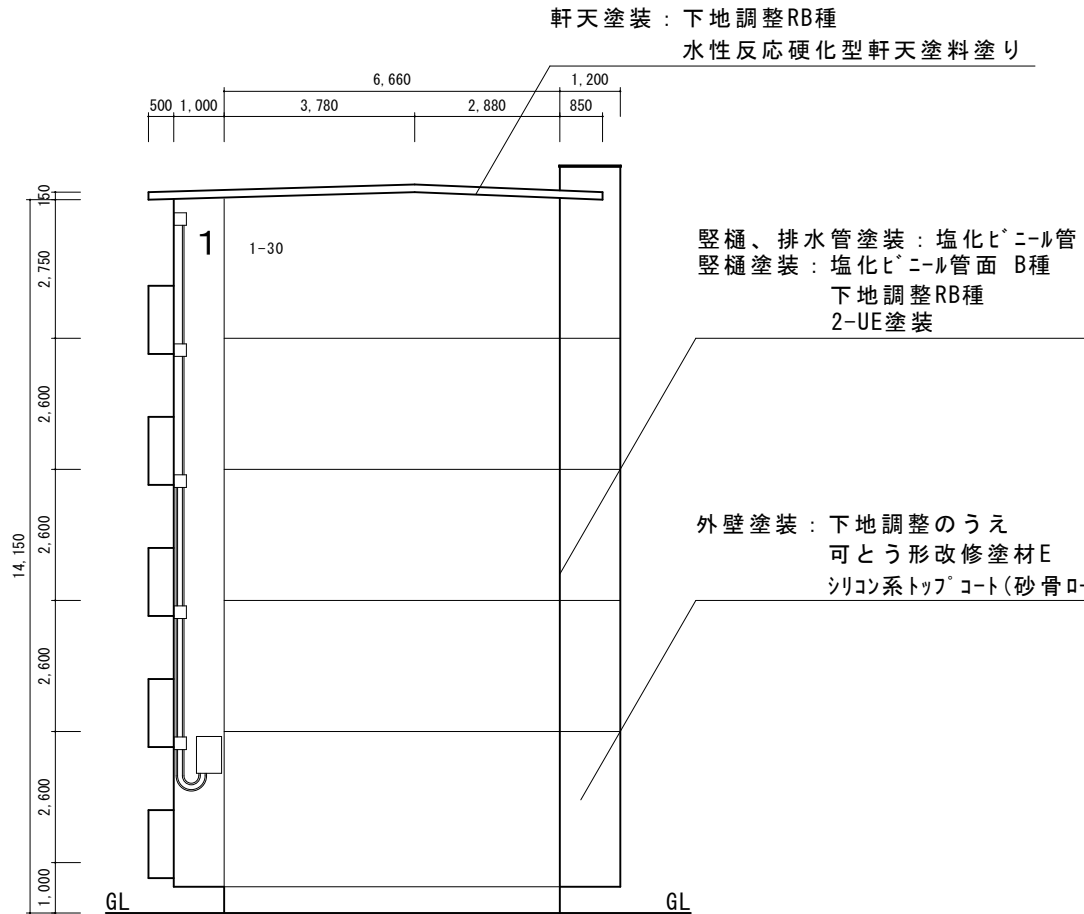 軒天塗装：下地調整RB種
水性反応硬化型軒天塗料塗り
6,660
1,200
500
1,000
3,780
2,880
850
150
1
1-30
2,750
竪樋、排水管塗装：塩化ﾋﾞﾆｰﾙ管
竪樋塗装：塩化ﾋﾞﾆｰﾙ管面 B種
下地調整RB種
2-UE塗装
2,600
2,600
外壁塗装：下地調整のうえ
可とう形改修塗材E
ｼﾘｺﾝ系ﾄｯﾌﾟｺｰﾄ(砂骨ﾛｰ
14,150
2,600
2,600
1,000
GL
GL